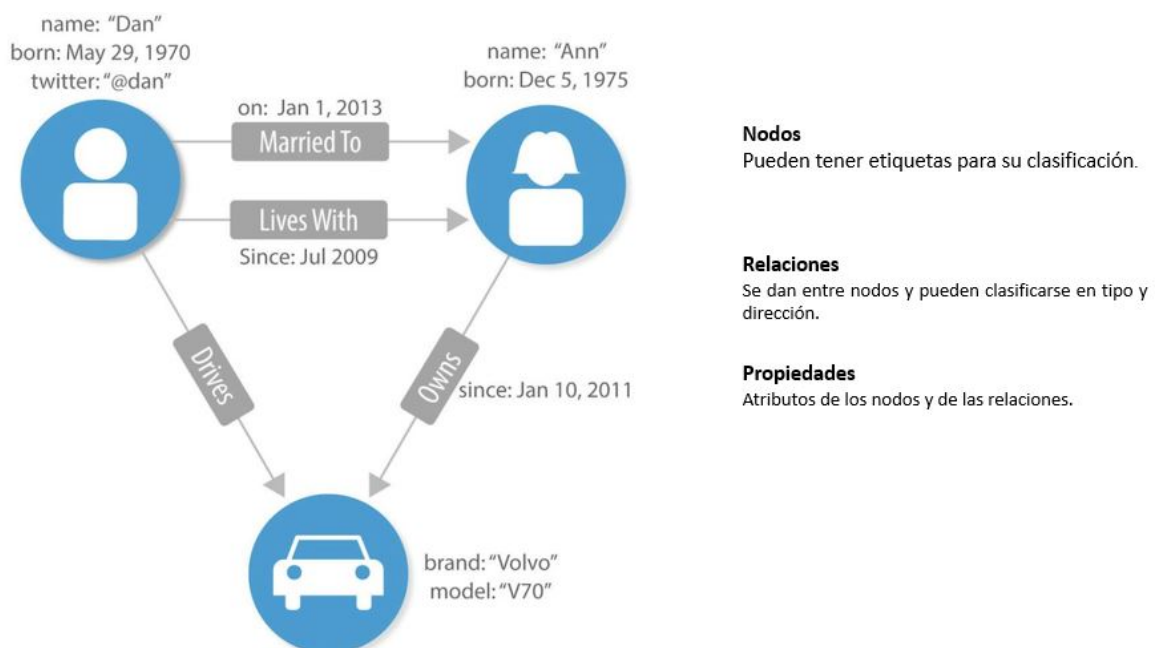 name: “Dan”
born: May 29, 1970
twitter: “@dan”
name: “Ann”
born: Dec 5, 1975
on: Jan 1, 2013
Married To
Lives With
Since: Jul 2009
Drives
Owns
since: Jan 10, 2011
brand: “Volvo”
model: “V70”
Nodos
Pueden tener etiquetas para su clasificación.
Relaciones
Se dan entre nodos y pueden clasificarse en tipo y
dirección.
Propiedades
Atributos de los nodos y de las relaciones.